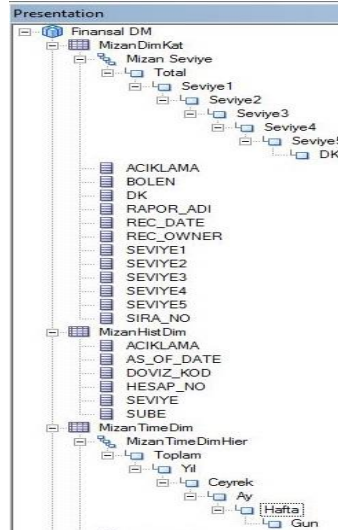 Presentation
Finansal DM
MizanDimKat
Mizan Seviye
Total
Seviye1
Seviye2
Seviye3
Seviye4
Seviye5
DK
ACIKLAMA
BOLEN
DK
RAPOR_ADI
REC_DATE
REC_OWNER
SEVIYE1
SEVIYE2
SEVIYE3
SEVIYE4
SEVIYE5
SIRA_NO
MizanHistDim
ACIKLAMA
AS_OF_DATE
DOVIZ_KOD
HESAP_NO
SEVIYE
SUBE
MizanTimeDim
MizanTimeDimHier
Toplam
Yıl
Ceyrek
Ay
Hafta
Gun